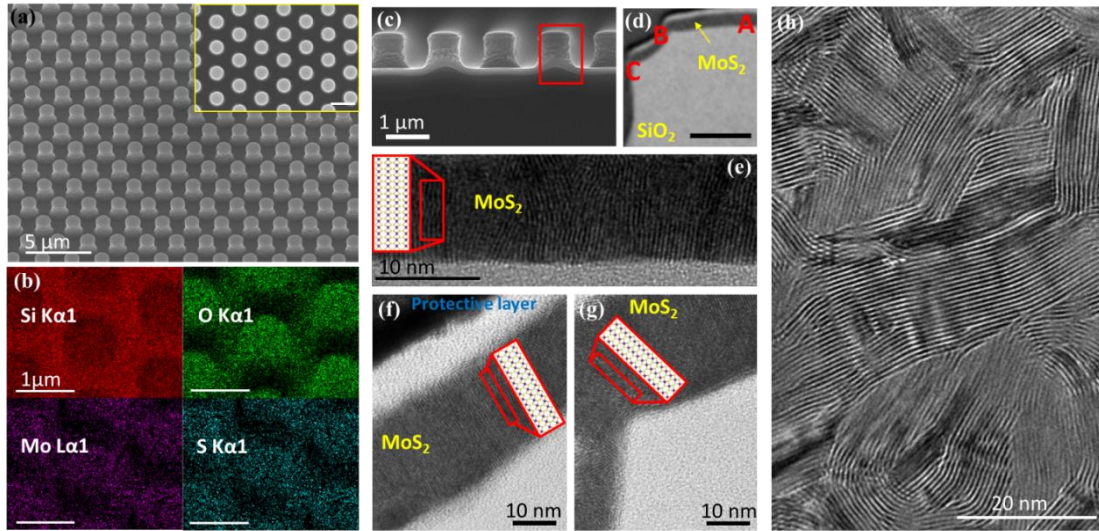 (a)
5 μm
(b)
Si Kα1
1μm
O Kα1
Mo Lα1
S Kα1
(c)
1 μm
(d)
A
B
C
MoS2
SiO2
(e)
MoS2
10 nm
(f)
Protective layer
MoS2
10 nm
(g)
MoS2
10 nm
(h)
20 nm